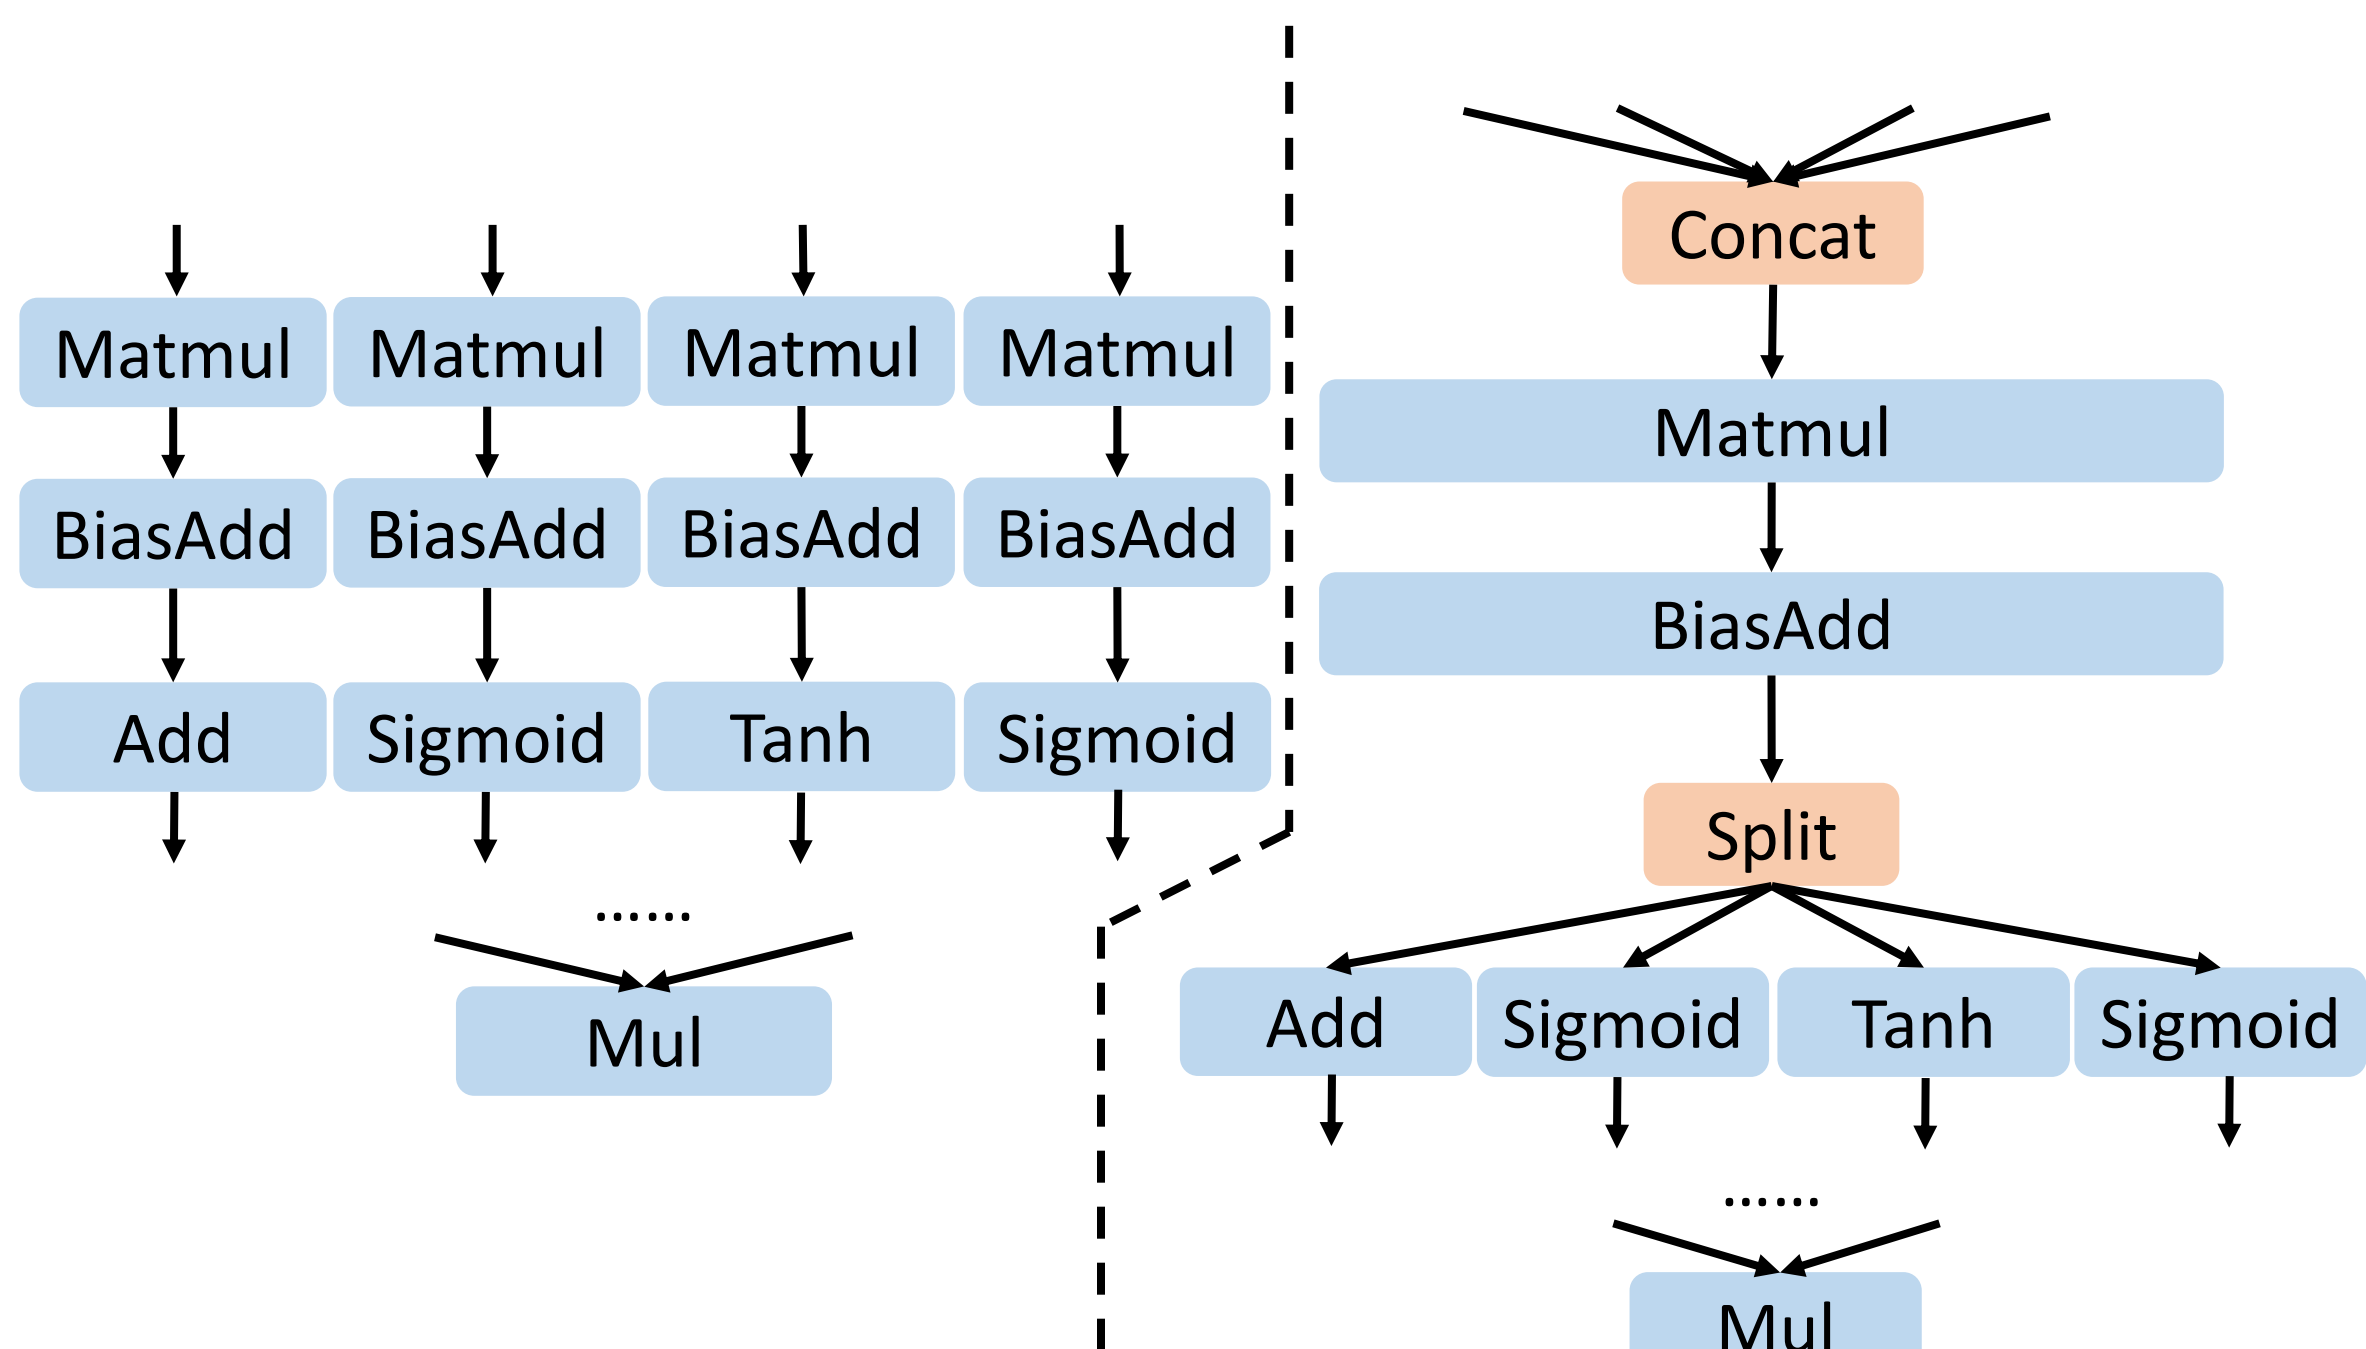 Matmul Matmul Matmul Matmul
BiasAdd BiasAdd BiasAdd BiasAdd
Add Sigmoid Tanh Sigmoid
.......
Mul
Concat
Matmul
BiasAdd
Split
Add Sigmoid Tanh Sigmoid
.......
Mul